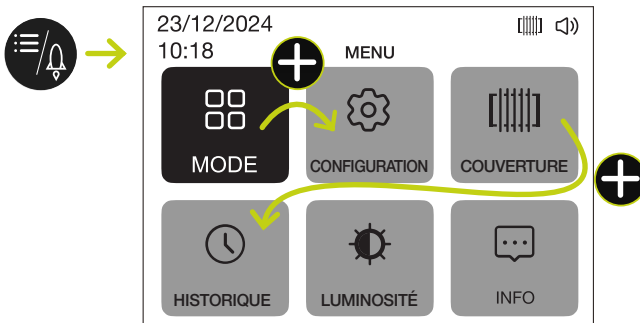 23/12/2024
10:18
MENU
MODE
CONFIGURATION
COUVERTURE
HISTORIQUE
LUMINOSITÉ
INFO